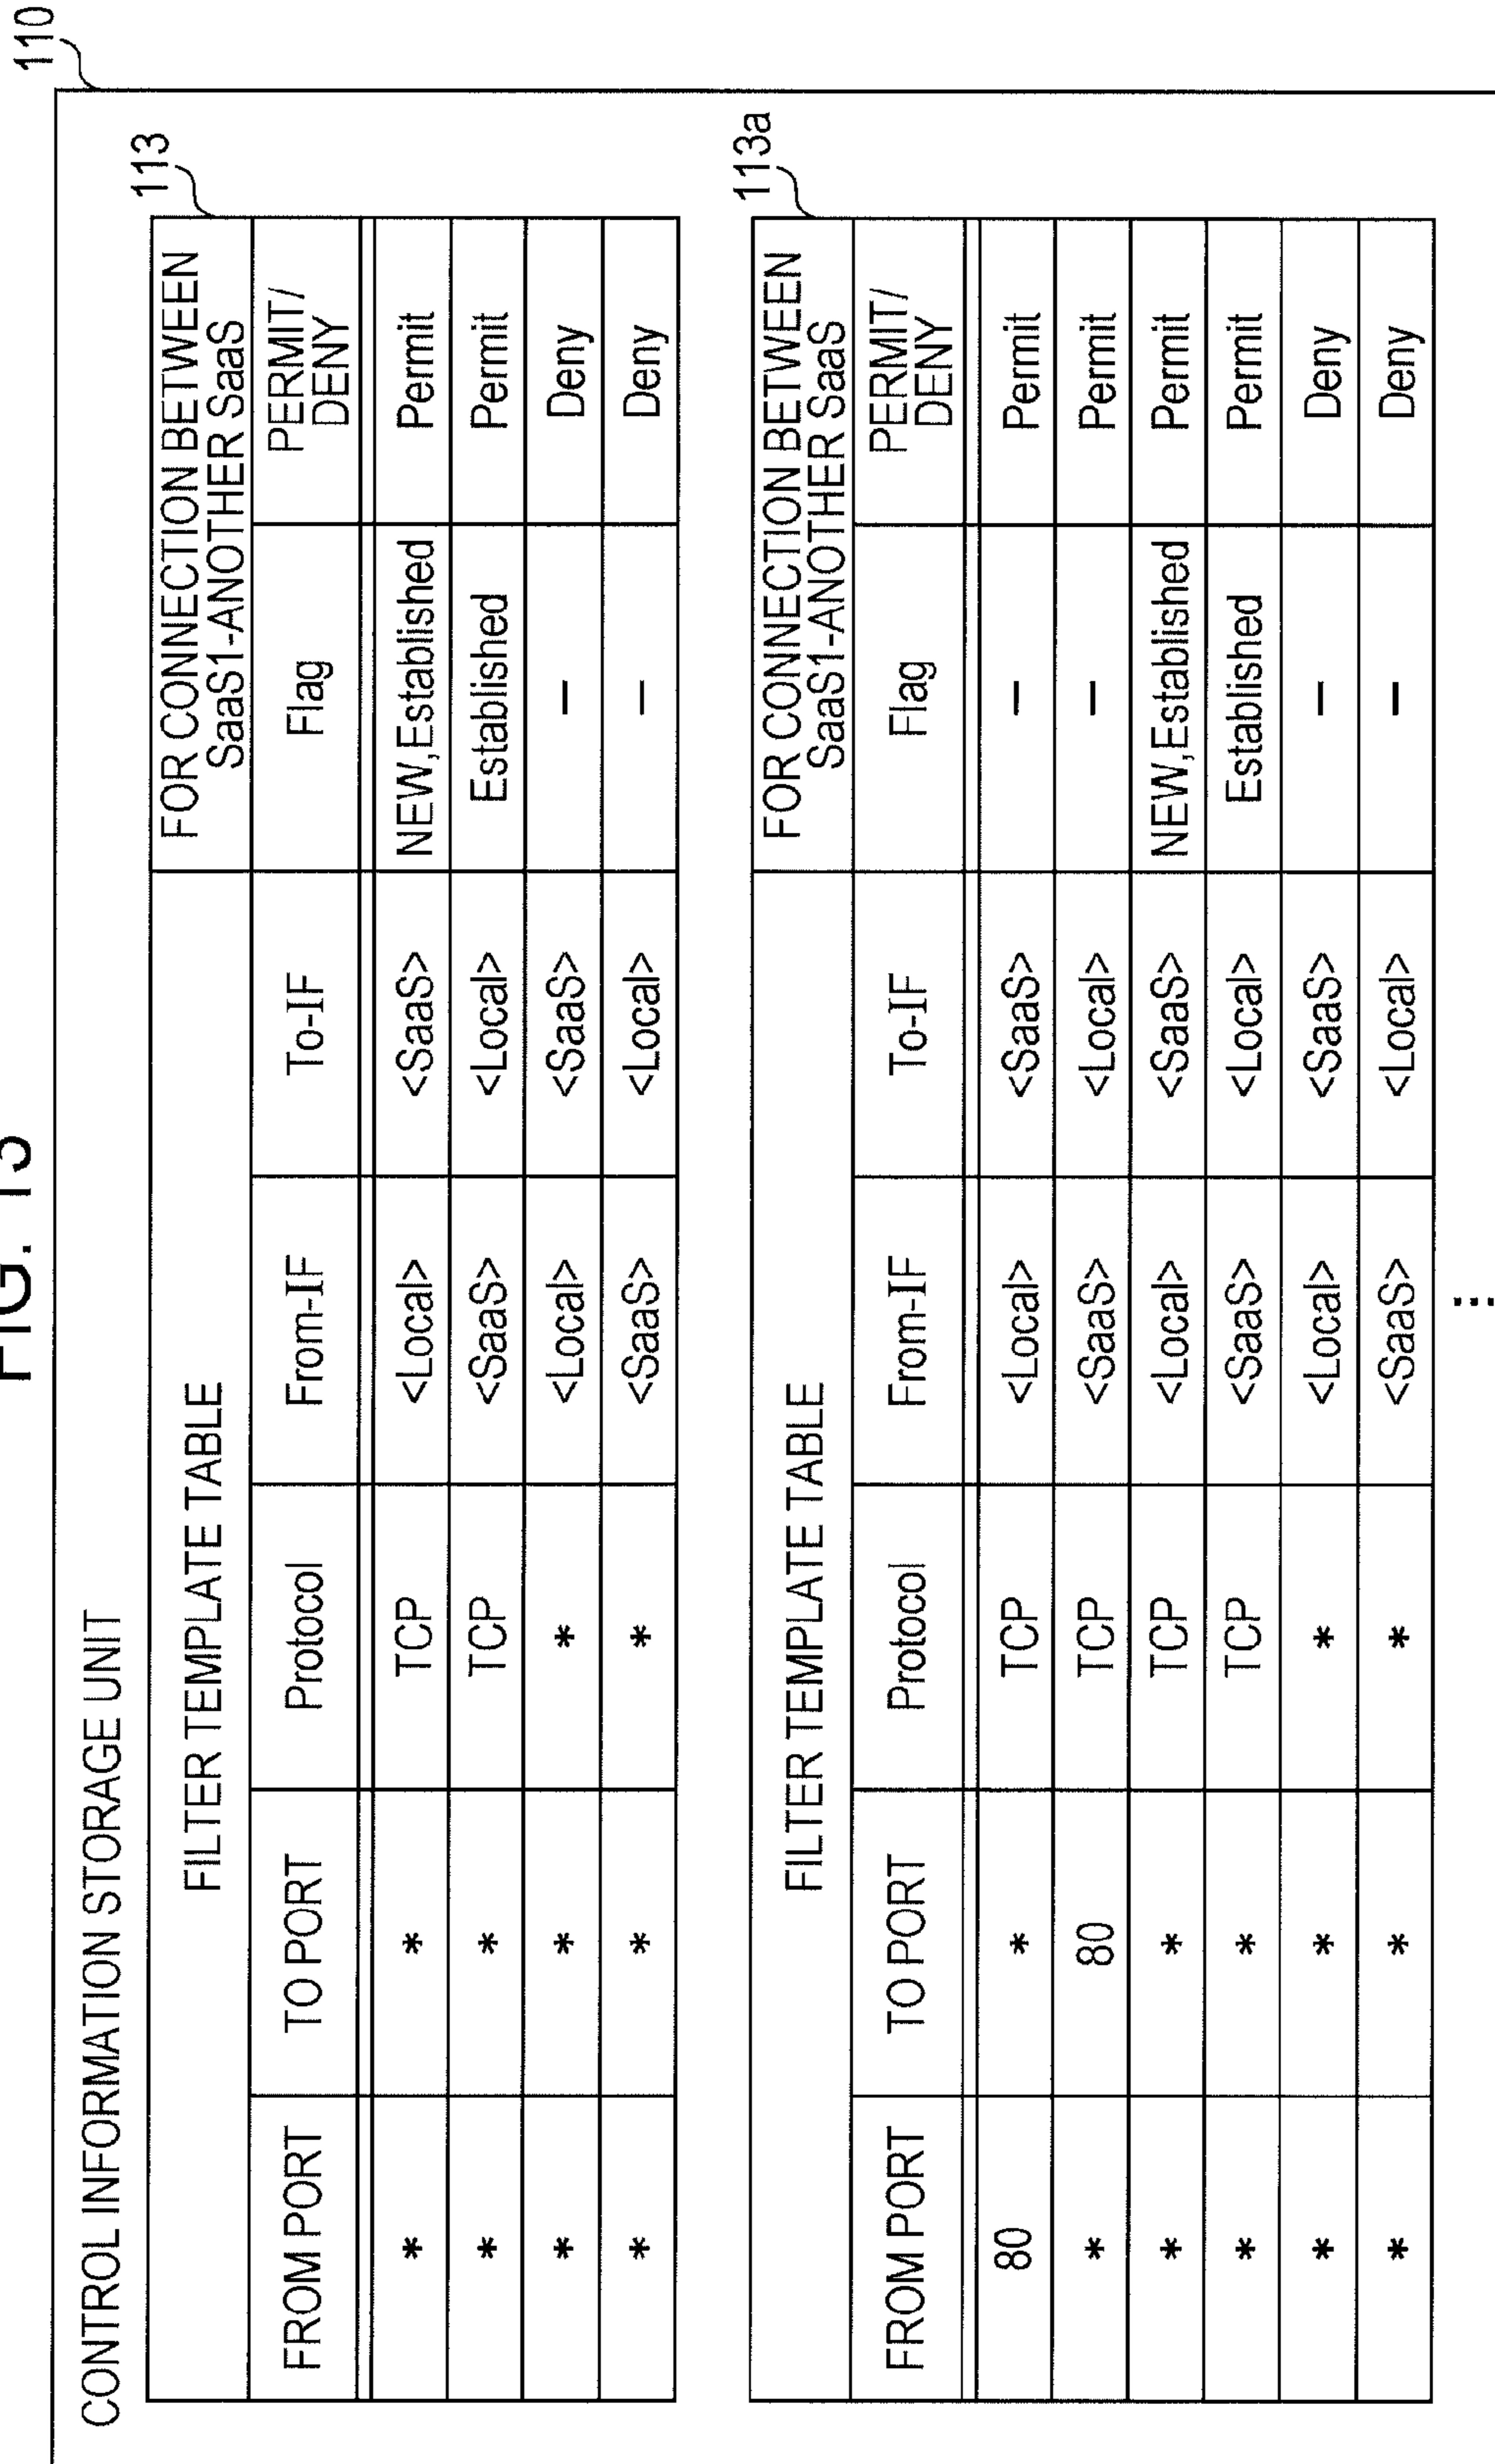 FIG. 15
110
CONTROL INFORMATION STORAGE UNIT
113
FILTER TEMPLATE TABLE
FOR CONNECTION BETWEEN
SaaS1-ANOTHER SaaS
FROM PORT TO PORT Protocol From-IF To-IF Flag PERMIT/
DENY
* * TCP <Local> <SaaS> NEW,Established Permit
* * TCP <SaaS> <Local> Established Permit
* * * <Local> <SaaS> – Deny
* * * <SaaS> <Local> – Deny
113a
FILTER TEMPLATE TABLE
FOR CONNECTION BETWEEN
SaaS1-ANOTHER SaaS
FROM PORT TO PORT Protocol From-IF To-IF Flag PERMIT/
DENY
80 * TCP <Local> <SaaS> – Permit
* 80 TCP <SaaS> <Local> – Permit
* * TCP <Local> <SaaS> NEW,Established Permit
* * TCP <SaaS> <Local> Established Permit
* * * <Local> <SaaS> – Deny
* * * <SaaS> <Local> – Deny
⋮